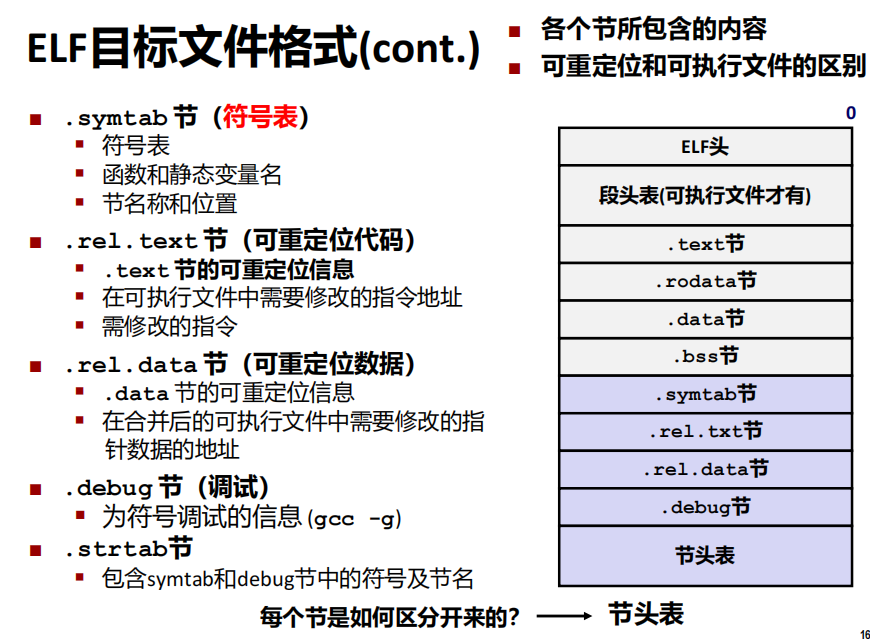 ELF目标文件格式(cont.)
各个节所包含的内容
可重定位和可执行文件的区别
.symtab 节（符号表）
符号表
函数和静态变量名
节名称和位置
.rel.text 节（可重定位代码）
.text 节的可重定位信息
在可执行文件中需要修改的指令地址
需修改的指令
.rel.data 节（可重定位数据）
.data 节的可重定位信息
在合并后的可执行文件中需要修改的指
针数据的地址
.debug 节（调试）
为符号调试的信息 (gcc -g)
.strtab节
包含symtab和debug节中的符号及节名
0
ELF头
段头表(可执行文件才有)
.text节
.rodata节
.data节
.bss节
.symtab节
.rel.txt节
.rel.data节
.debug节
节头表
每个节是如何区分开来的？
节头表
16